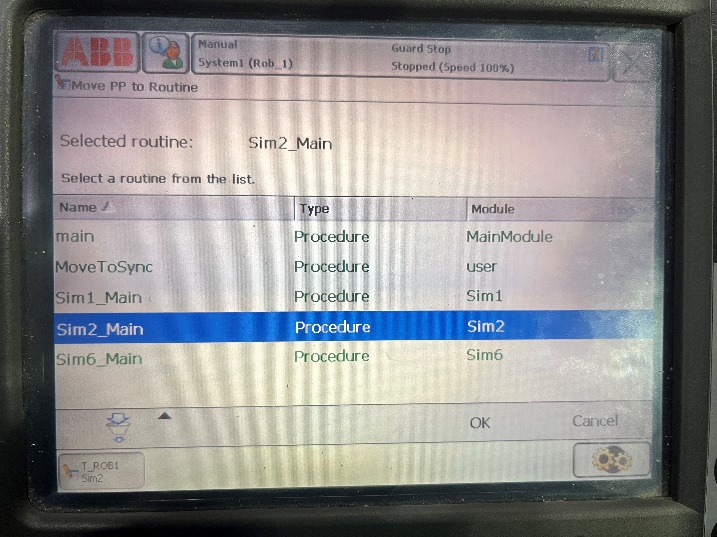 ABB
Manual
System1 (Rob_1)
Guard Stop
Stopped (Speed 100%)
Move PP to Routine
Selected routine: Sim2_Main
Select a routine from the list.
Name Type Module
main Procedure MainModule
MoveToSync Procedure user
Sim1_Main Procedure Sim1
Sim2_Main Procedure Sim2
Sim6_Main Procedure Sim6
OK Cancel
T_ROB1
Sim2